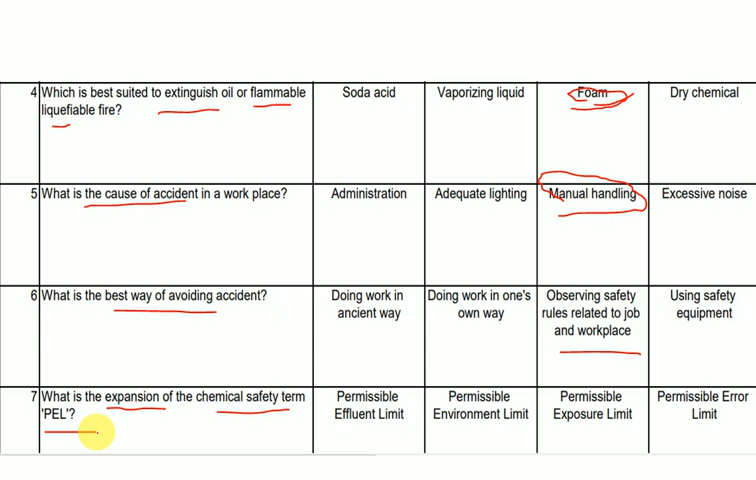 4 Which is best suited to extinguish oil or flammable Soda acid Vaporizing liquid Foam Dry chemical
liquefiable fire?
5 What is the cause of accident in a work place? Administration Adequate lighting Manual handling Excessive noise
6 What is the best way of avoiding accident? Doing work in Doing work in one's Observing safety Using safety
ancient way own way rules related to job equipment
and workplace
7 What is the expansion of the chemical safety term Permissible Permissible Permissible Permissible Error
'PEL'? Effluent Limit Environment Limit Exposure Limit Limit